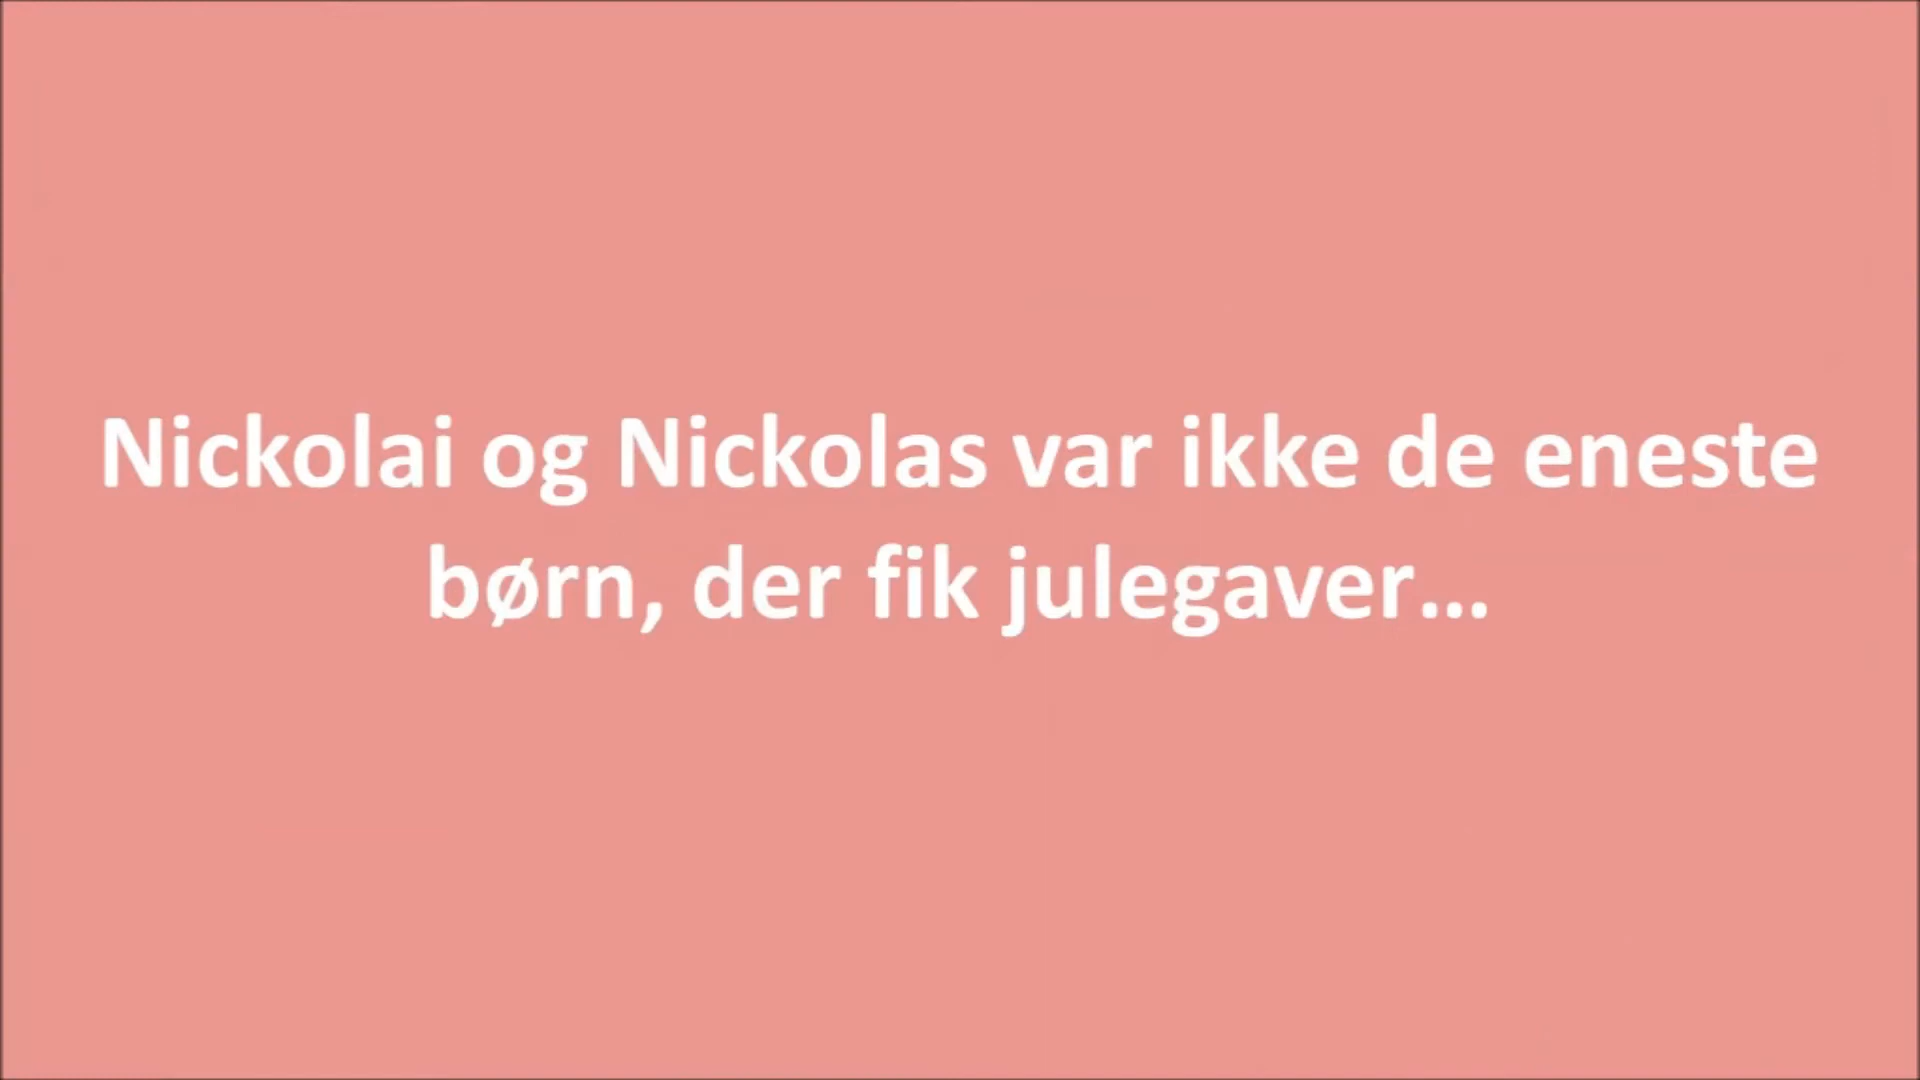 Nickolai og Nickolas var ikke de eneste
børn, der fik julegaver...